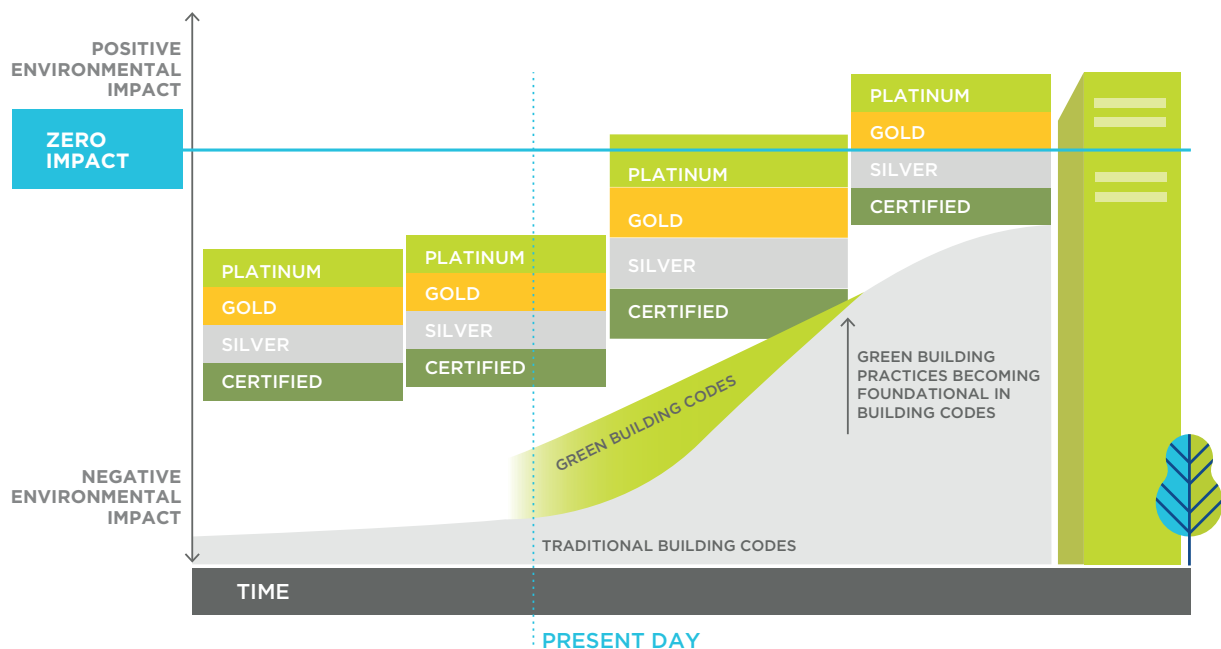 POSITIVE
ENVIRONMENTAL
IMPACT
ZERO
IMPACT
NEGATIVE
ENVIRONMENTAL
IMPACT
PLATINUM
GOLD
SILVER
CERTIFIED
PLATINUM
GOLD
SILVER
CERTIFIED
PLATINUM
GOLD
SILVER
CERTIFIED
PLATINUM
GOLD
SILVER
CERTIFIED
GREEN BUILDING CODES
GREEN BUILDING
PRACTICES BECOMING
FOUNDATIONAL IN
BUILDING CODES
TRADITIONAL BUILDING CODES
TIME
PRESENT DAY